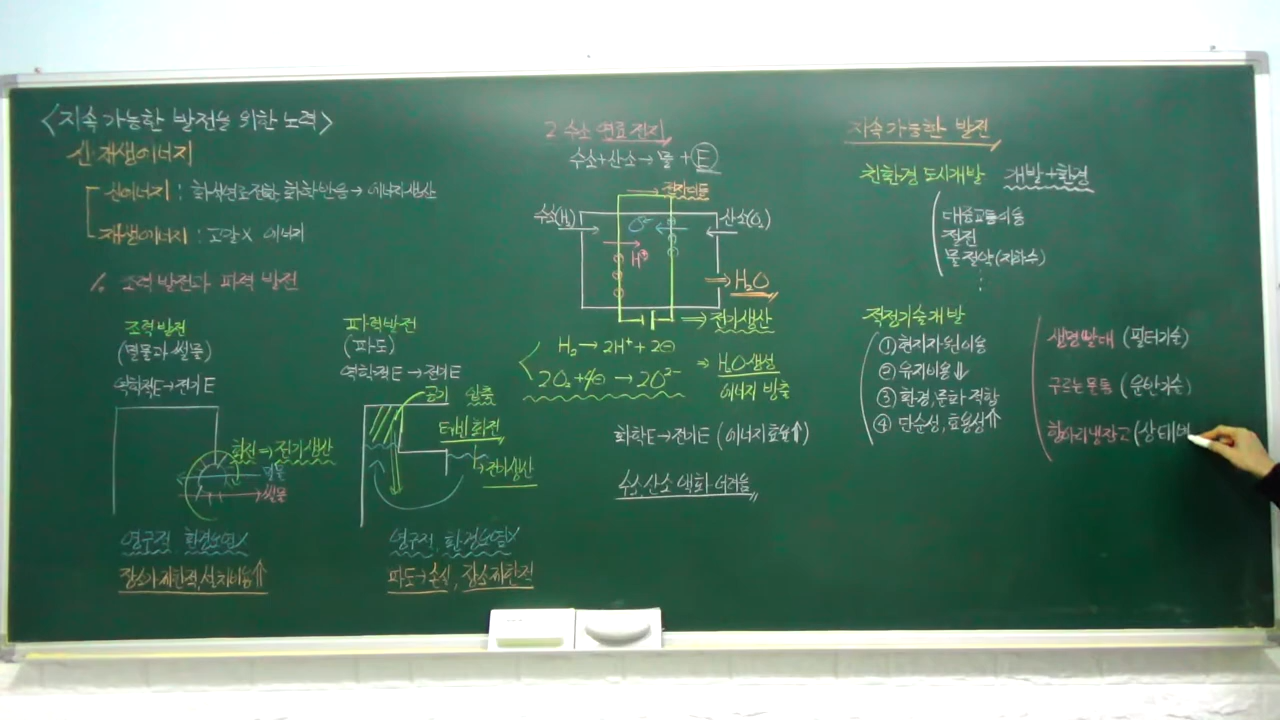 <지속 가능한 발전을 위한 노력>
신·재생에너지
신에너지 : 화석연료전환, 화학반응 → 에너지생산
재생에너지 : 고갈X 에너지
1. 조력 발전과 파력 발전
조력발전
(밀물과 썰물)
역학적E → 전기E
회전 ⇒ 전기생산
밀물
썰물
영구적, 환경오염X
장소가 제한적, 설치비용⇑
파력발전
(파도)
역학적E → 전기E
공기 압축
터빈회전
→ 전기생산
영구적, 환경오염X
파도 → 손상, 장소제한적
2 수소 연료 전지
수소+산소 → 물 + E
수소(H₂)
산소(O₂)
O²⁻
H⊕
⇒ H₂O
⇒ 전기생산
H₂ → 2H⁺ + 2⊖
2O₂+4⊖ → 2O²⁻
⇒ H₂O생성
에너지 방출
화학E → 전기E (에너지효율⇑)
수소, 산소 액화 어려움
지속가능한 발전
친환경 도시개발 개발+환경
대중교통이용
절전
물 절약(지하수)
⋮
적정기술개발
① 현지자원이용
② 유지비용⇓
③ 환경, 문화 적합
④ 단순성, 효율성⇑
생명빨대 (필터기술)
구르는물통 (운반기술)
항아리냉장고 (상태변